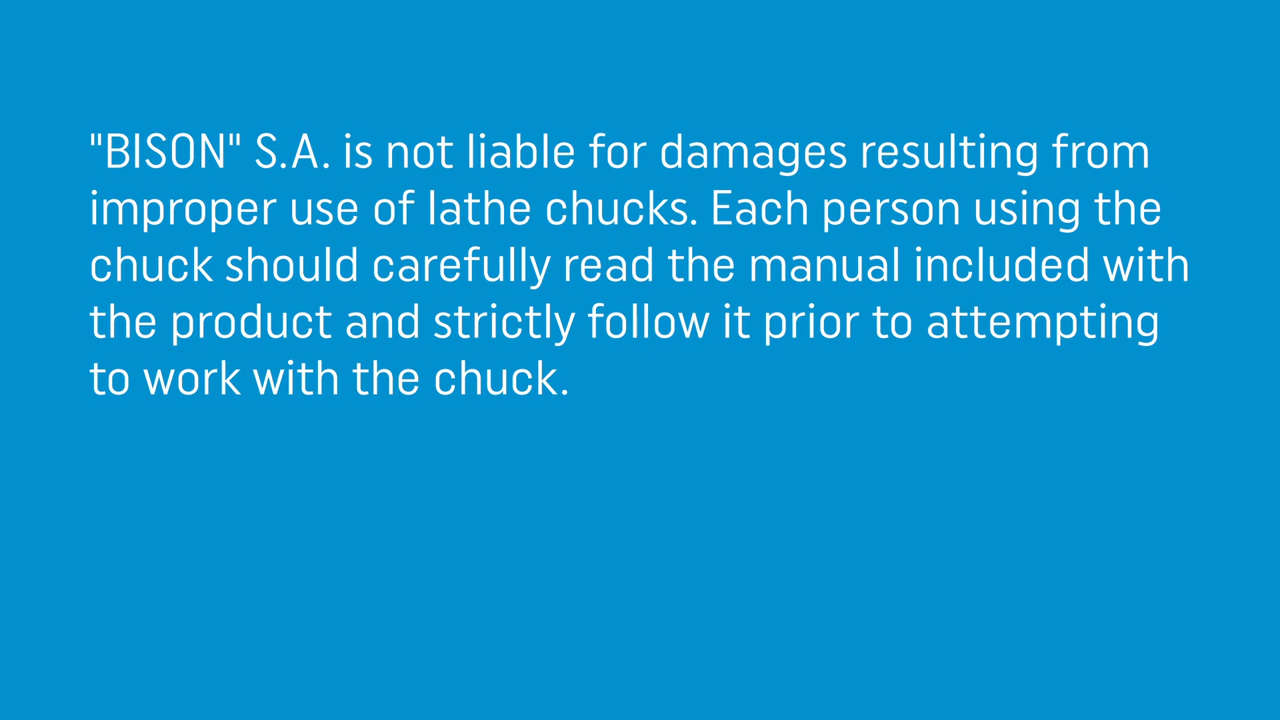 "BISON" S.A. is not liable for damages resulting from
improper use of lathe chucks. Each person using the
chuck should carefully read the manual included with
the product and strictly follow it prior to attempting
to work with the chuck.